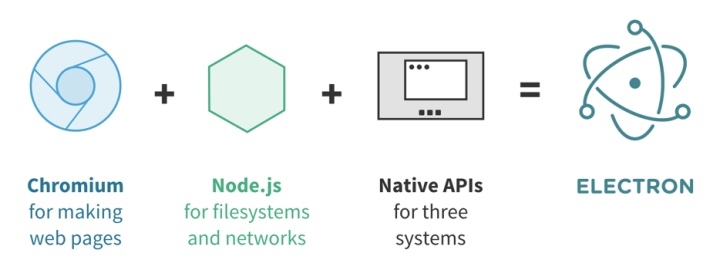 + + =
Chromium
for making
web pages
Node.js
for filesystems
and networks
Native APIs
for three
systems
ELECTRON